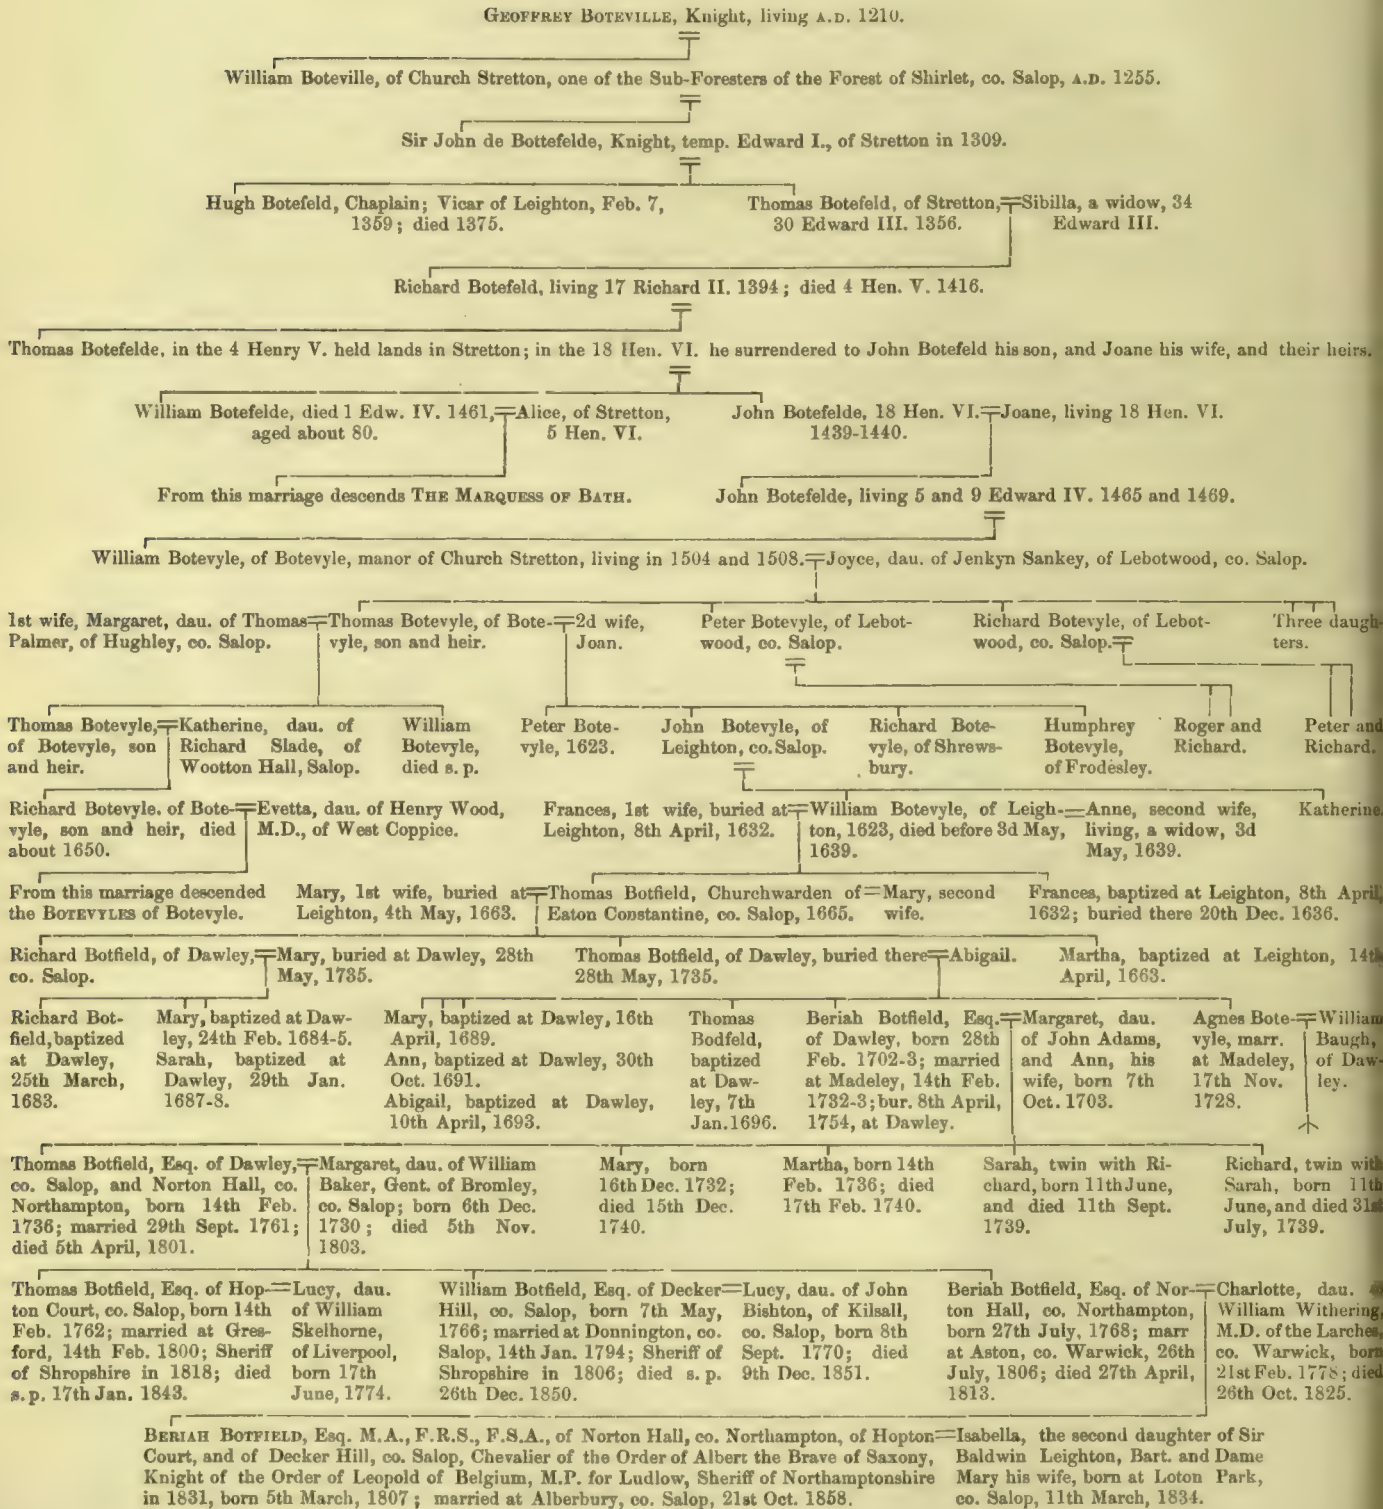 GEOFFREY BOTEVILLE, Knight, living A.D. 1210.
William Boteville, of Church Stretton, one of the Sub-Foresters of the Forest of Shirlet, co. Salop, A.D. 1255.
Sir John de Bottefelde, Knight, temp. Edward I., of Stretton in 1309.
Hugh Botefeld, Chaplain; Vicar of Leighton, Feb. 7,
1359; died 1375.
Thomas Botefeld, of Stretton,
30 Edward III. 1356.
Sibilla, a widow, 34
Edward III.
Richard Botefeld, living 17 Richard II. 1394; died 4 Hen. V. 1416.
Thomas Botefelde, in the 4 Henry V. held lands in Stretton; in the 18 Hen. VI. he surrendered to John Botefeld his son, and Joane his wife, and their heirs.
William Botefelde, died 1 Edw. IV. 1461,
aged about 80.
Alice, of Stretton,
5 Hen. VI.
John Botefelde, 18 Hen. VI.
1439-1440.
Joane, living 18 Hen. VI.
From this marriage descends THE MARQUESS OF BATH.
John Botefelde, living 5 and 9 Edward IV. 1465 and 1469.
William Botevyle, of Botevyle, manor of Church Stretton, living in 1504 and 1508.
Joyce, dau. of Jenkyn Sankey, of Lebotwood, co. Salop.
1st wife, Margaret, dau. of Thomas
Palmer, of Hughley, co. Salop.
Thomas Botevyle, of Bote-
vyle, son and heir.
2d wife,
Joan.
Peter Botevyle, of Lebot-
wood, co. Salop.
Richard Botevyle, of Lebot-
wood, co. Salop.
Three daugh-
ters.
Thomas Botevyle,
of Botevyle, son
and heir.
Katherine, dau. of
Richard Slade, of
Wootton Hall, Salop.
William
Botevyle,
died s. p.
Peter Bote-
vyle, 1623.
John Botevyle, of
Leighton, co. Salop.
Richard Bote-
vyle, of Shrews-
bury.
Humphrey
Botevyle,
of Frodesley.
Roger and
Richard.
Peter and
Richard.
Richard Botevyle. of Bote-
vyle, son and heir, died
about 1650.
Evetta, dau. of Henry Wood,
M.D., of West Coppice.
Frances, 1st wife, buried at
Leighton, 8th April, 1632.
William Botevyle, of Leigh-
ton, 1623, died before 3d May,
1639.
Anne, second wife,
living, a widow, 3d
May, 1639.
Katherine.
From this marriage descended
the BOTEVYLES of Botevyle.
Mary, 1st wife, buried at
Leighton, 4th May, 1663.
Thomas Botfield, Churchwarden of
Eaton Constantine, co. Salop, 1665.
Mary, second
wife.
Frances, baptized at Leighton, 8th April,
1632; buried there 20th Dec. 1636.
Richard Botfield, of Dawley,
co. Salop.
Mary, buried at Dawley, 28th
May, 1735.
Thomas Botfield, of Dawley, buried there
28th May, 1735.
Abigail.
Martha, baptized at Leighton, 14th
April, 1663.
Richard Bot-
field, baptized
at Dawley,
25th March,
1683.
Mary, baptized at Daw-
ley, 24th Feb. 1684-5.
Sarah, baptized at
Dawley, 29th Jan.
1687-8.
Mary, baptized at Dawley, 16th
April, 1689.
Ann, baptized at Dawley, 30th
Oct. 1691.
Abigail, baptized at Dawley,
10th April, 1693.
Thomas
Bodfeld,
baptized
at Daw-
ley, 7th
Jan. 1696.
Beriah Botfield, Esq.
of Dawley, born 28th
Feb. 1702-3; married
at Madeley, 14th Feb.
1732-3; bur. 8th April,
1754, at Dawley.
Margaret, dau.
of John Adams,
and Ann, his
wife, born 7th
Oct. 1703.
Agnes Bote-
vyle, marr.
at Madeley,
17th Nov.
1728.
William
Baugh,
of Daw-
ley.
Thomas Botfield, Esq. of Dawley,
co. Salop, and Norton Hall, co.
Northampton, born 14th Feb.
1736; married 29th Sept. 1761;
died 5th April, 1801.
Margaret, dau. of William
Baker, Gent. of Bromley,
co. Salop; born 6th Dec.
1730; died 5th Nov.
1803.
Mary, born
16th Dec. 1732;
died 15th Dec.
1740.
Martha, born 14th
Feb. 1736; died
17th Feb. 1740.
Sarah, twin with Ri-
chard, born 11th June,
and died 11th Sept.
1739.
Richard, twin with
Sarah, born 11th
June, and died 31st
July, 1739.
Thomas Botfield, Esq. of Hop-
ton Court, co. Salop, born 14th
Feb. 1762; married at Gres-
ford, 14th Feb. 1800; Sheriff
of Shropshire in 1818; died
s. p. 17th Jan. 1843.
Lucy, dau.
of William
Skelhorne,
of Liverpool,
born 17th
June, 1774.
William Botfield, Esq. of Decker
Hill, co. Salop, born 7th May,
1766; married at Donnington, co.
Salop, 14th Jan. 1794; Sheriff of
Shropshire in 1806; died s. p.
26th Dec. 1850.
Lucy, dau. of John
Bishton, of Kilsall,
co. Salop, born 8th
Sept. 1770; died
9th Dec. 1851.
Beriah Botfield, Esq. of Nor-
ton Hall, co. Northampton,
born 27th July, 1768; marr
at Aston, co. Warwick, 26th
July, 1806; died 27th April,
1813.
Charlotte, dau.
William Withering,
M.D. of the Larches,
co. Warwick, born
21st Feb. 1778; died
26th Oct. 1825.
BERIAH BOTFIELD, Esq. M.A., F.R.S., F.S.A., of Norton Hall, co. Northampton, of Hopton
Court, and of Decker Hill, co. Salop, Chevalier of the Order of Albert the Brave of Saxony,
Knight of the Order of Leopold of Belgium, M.P. for Ludlow, Sheriff of Northamptonshire
in 1831, born 5th March, 1807; married at Alberbury, co. Salop, 21st Oct. 1858.
Isabella, the second daughter of Sir
Baldwin Leighton, Bart. and Dame
Mary his wife, born at Loton Park,
co. Salop, 11th March, 1834.